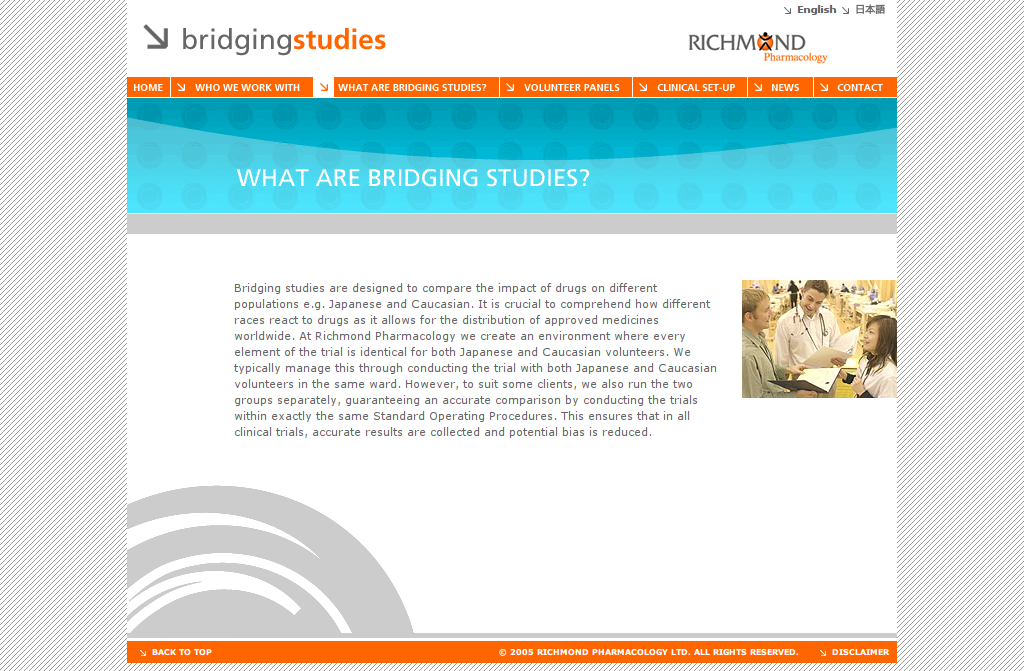 English 日本語
bridgingstudies
RICHMOND
Pharmacology
HOME WHO WE WORK WITH WHAT ARE BRIDGING STUDIES? VOLUNTEER PANELS CLINICAL SET-UP NEWS CONTACT
WHAT ARE BRIDGING STUDIES?
Bridging studies are designed to compare the impact of drugs on different
populations e.g. Japanese and Caucasian. It is crucial to comprehend how different
races react to drugs as it allows for the distribution of approved medicines
worldwide. At Richmond Pharmacology we create an environment where every
element of the trial is identical for both Japanese and Caucasian volunteers. We
typically manage this through conducting the trial with both Japanese and Caucasian
volunteers in the same ward. However, to suit some clients, we also run the two
groups separately, guaranteeing an accurate comparison by conducting the trials
within exactly the same Standard Operating Procedures. This ensures that in all
clinical trials, accurate results are collected and potential bias is reduced.
BACK TO TOP © 2005 RICHMOND PHARMACOLOGY LTD. ALL RIGHTS RESERVED. DISCLAIMER